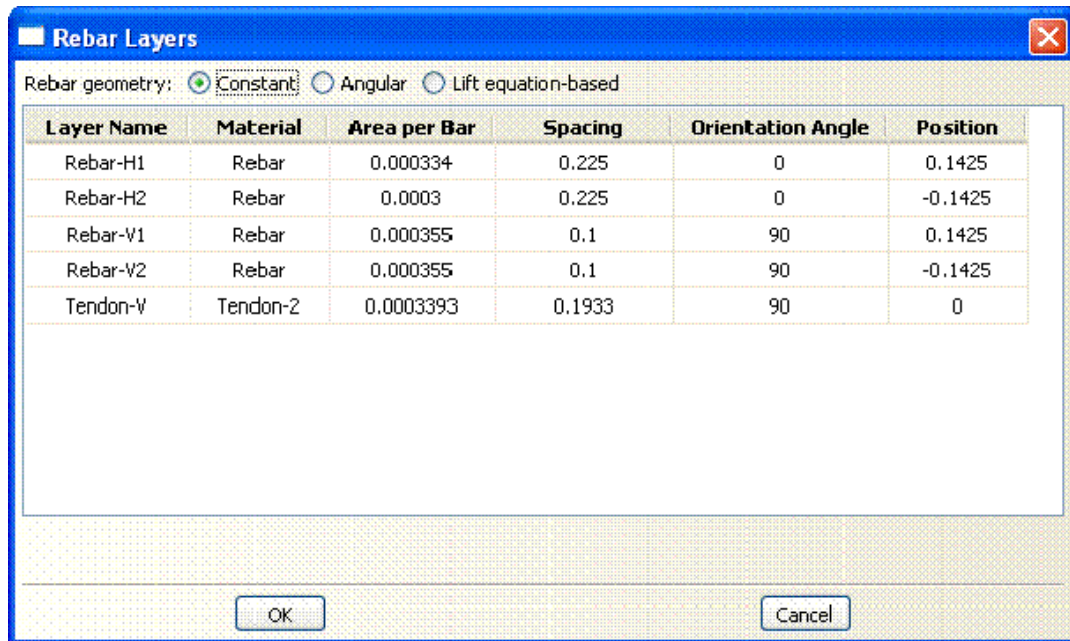 Rebar Layers
Rebar geometry: Constant Angular Lift equation-based
Layer Name Material Area per Bar Spacing Orientation Angle Position
Rebar-H1 Rebar 0.000334 0.225 0 0.1425
Rebar-H2 Rebar 0.0003 0.225 0 -0.1425
Rebar-V1 Rebar 0.000355 0.1 90 0.1425
Rebar-V2 Rebar 0.000355 0.1 90 -0.1425
Tendon-V Tendon-2 0.0003393 0.1933 90 0
OK Cancel